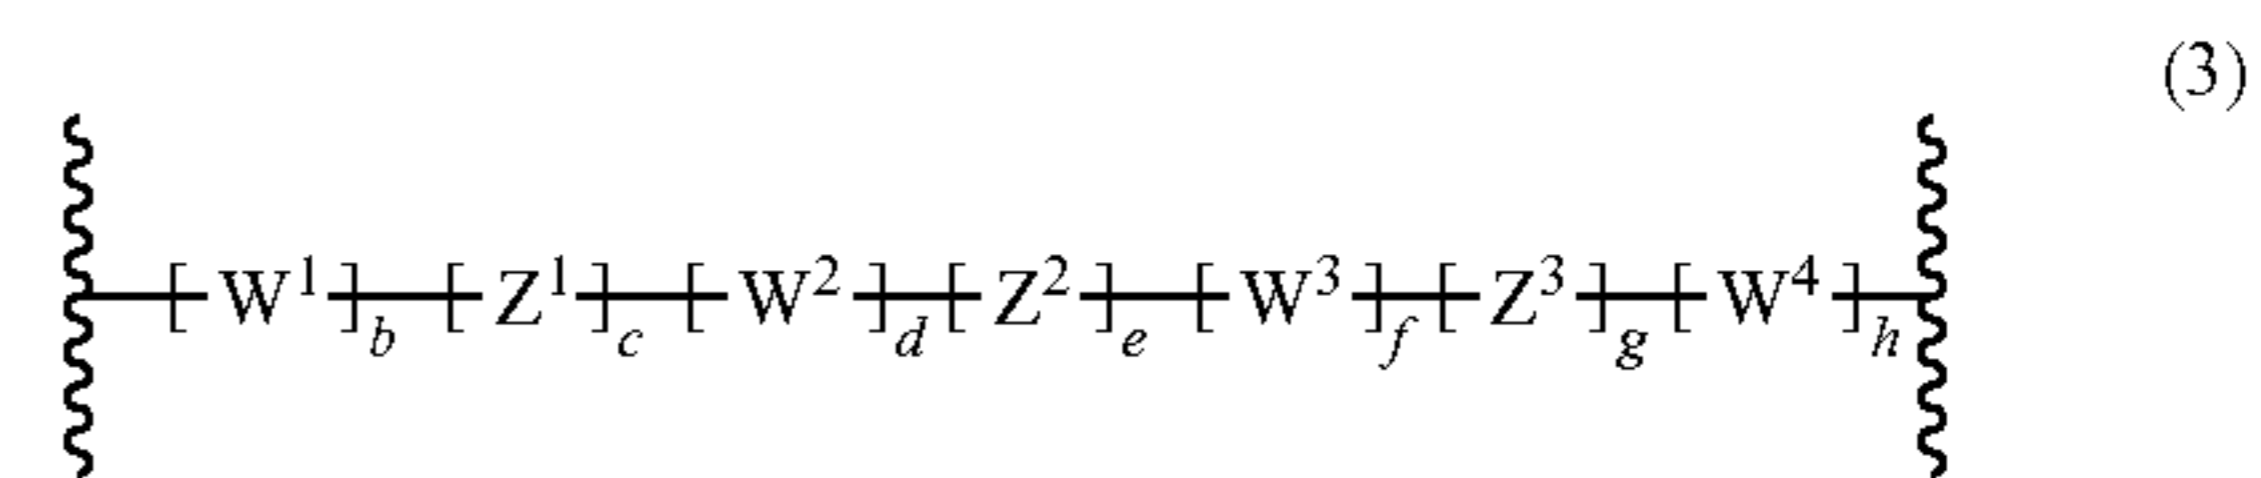 (3)
[ W¹ ]b [ Z¹ ]c [ W² ]d [ Z² ]e [ W³ ]f [ Z³ ]g [ W⁴ ]h